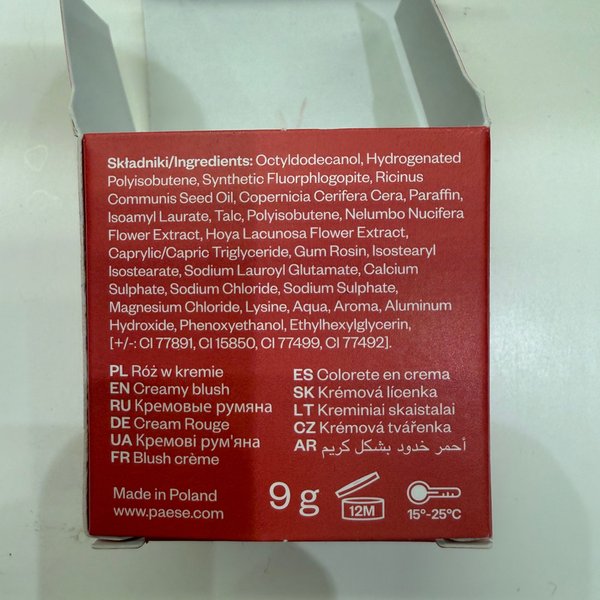 Składniki/Ingredients: Octyldodecanol, Hydrogenated
Polyisobutene, Synthetic Fluorphlogopite, Ricinus
Communis Seed Oil, Copernicia Cerifera Cera, Paraffin,
Isoamyl Laurate, Talc, Polyisobutene, Nelumbo Nucifera
Flower Extract, Hoya Lacunosa Flower Extract,
Caprylic/Capric Triglyceride, Gum Rosin, Isostearyl
Isostearate, Sodium Lauroyl Glutamate, Calcium
Sulphate, Sodium Chloride, Sodium Sulphate,
Magnesium Chloride, Lysine, Aqua, Aroma, Aluminum
Hydroxide, Phenoxyethanol, Ethylhexylglycerin,
[+/-: CI 77891, CI 15850, CI 77499, CI 77492].
PL Róż w kremie
EN Creamy blush
RU Кремовые румяна
DE Cream Rouge
UA Кремові рум'яна
FR Blush crème
ES Colorete en crema
SK Krémová lícenka
LT Kreminiai skaistalai
CZ Krémová tvářenka
AR أحمر خدود بشكل كريم
Made in Poland
www.paese.com
9 g
12M
15°-25°C